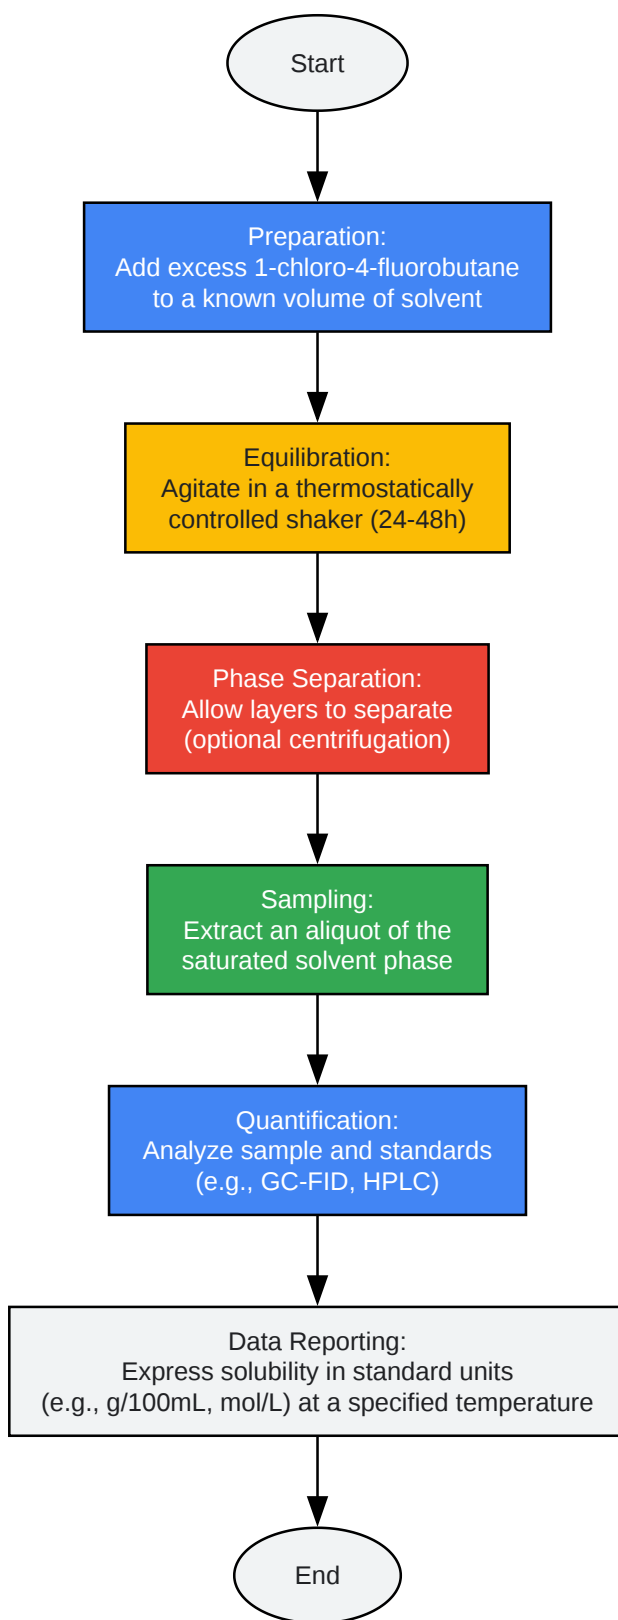 Start
Preparation:
Add excess 1-chloro-4-fluorobutane
to a known volume of solvent
Equilibration:
Agitate in a thermostatically
controlled shaker (24-48h)
Phase Separation:
Allow layers to separate
(optional centrifugation)
Sampling:
Extract an aliquot of the
saturated solvent phase
Quantification:
Analyze sample and standards
(e.g., GC-FID, HPLC)
Data Reporting:
Express solubility in standard units
(e.g., g/100mL, mol/L) at a specified temperature
End